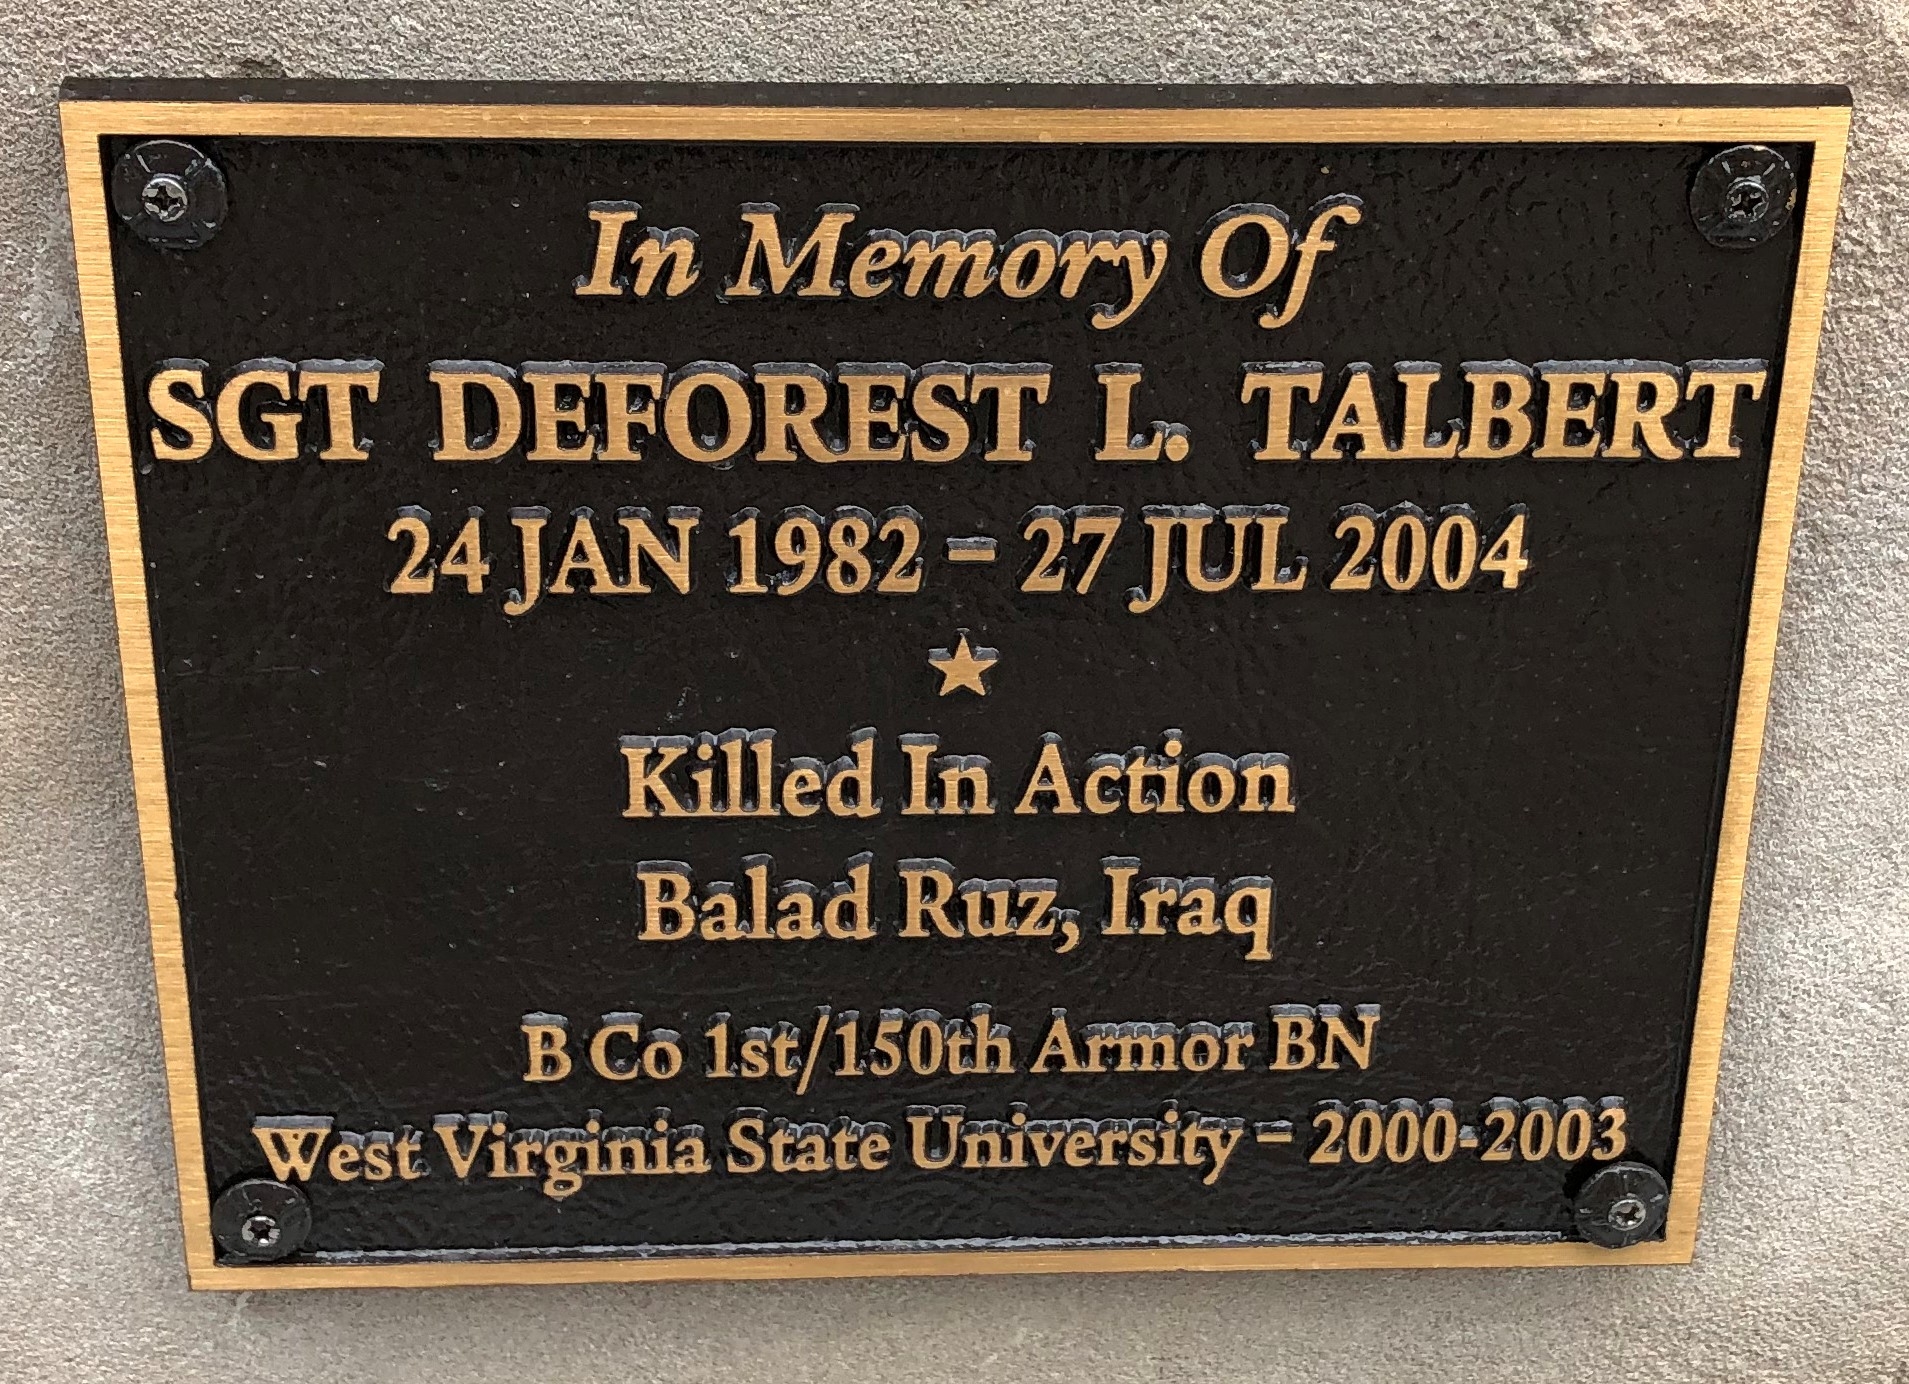 In Memory Of
SGT DEFOREST L. TALBERT
24 JAN 1982 – 27 JUL 2004
Killed In Action
Balad Ruz, Iraq
B Co 1st/150th Armor BN
West Virginia State University – 2000-2003